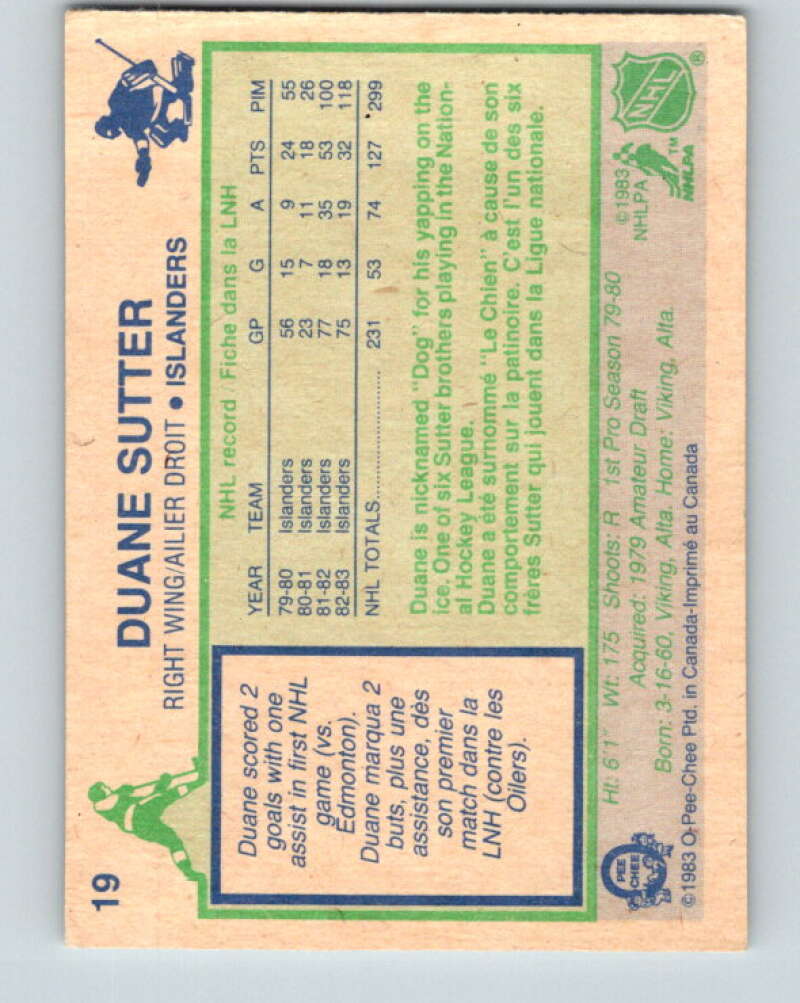 19
DUANE SUTTER
RIGHT WING/AILIER DROIT • ISLANDERS
Duane scored 2
goals with one
assist in first NHL
game (vs.
Edmonton).
Duane marqua 2
buts, plus une
assistance, dès
son premier
match dans la
LNH (contre les
Oilers).
NHL record Fiche dans la LNH
YEAR TEAM GP G A PTS PIM
79-80 Islanders 56 15 9 24 55
80-81 Islanders 23 7 11 18 26
81-82 Islanders 77 18 35 53 100
82-83 Islanders 75 13 19 32 118
NHL TOTALS 231 53 74 127 299
Duane is nicknamed "Dog" for his yapping on the
ice. One of six Sutter brothers playing in the Nation-
al Hockey League.
Duane a été surnommé "Le Chien" à cause de son
comportement sur la patinoire. C'est l'un des six
frères Sutter qui jouent dans la Ligue nationale.
Ht: 6'1" Wt: 175 Shoots: R 1st Pro Season 79-80
Acquired: 1979 Amateur Draft
Born: 3-16-60, Viking, Alta. Home: Viking, Alta.
©1983
NHLPA
NHLPA™
NHL®
PEE
CHEE
©1983 O-Pee-Chee Ptd. in Canada-Imprimé au Canada